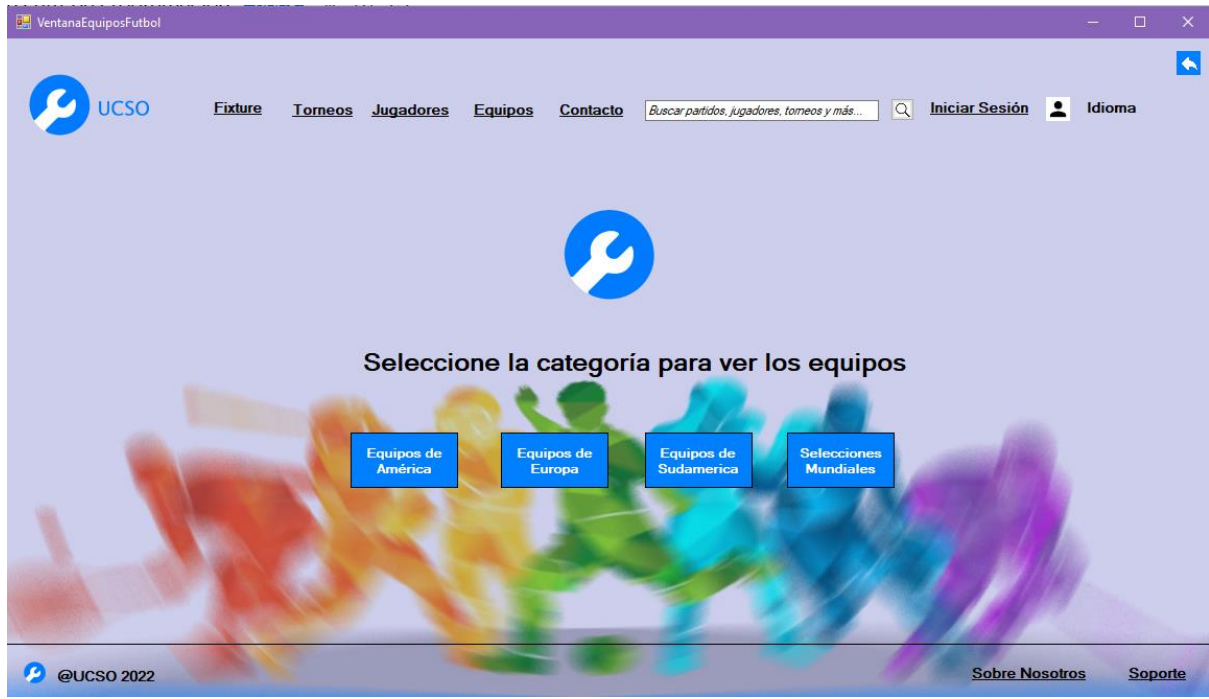 VentanaEquiposFutbol
UCSO
Fixture
Torneos
Jugadores
Equipos
Contacto
Buscar partidos, jugadores, torneos y más...
Iniciar Sesión
Idioma
Seleccione la categoría para ver los equipos
Equipos de
América
Equipos de
Europa
Equipos de
Sudamerica
Selecciones
Mundiales
@UCSO 2022
Sobre Nosotros
Soporte